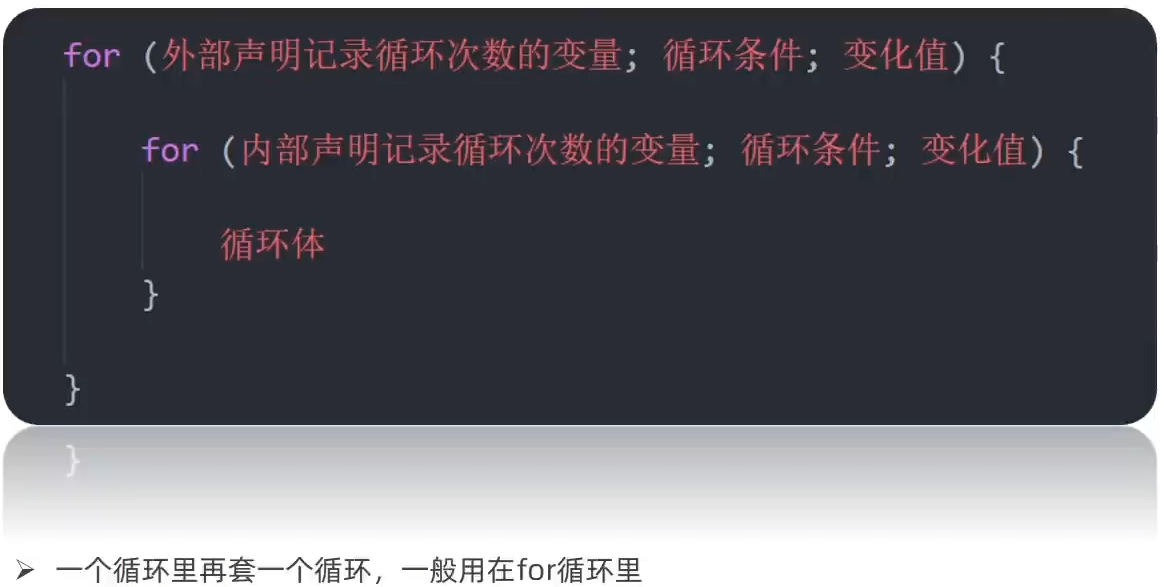 for (外部声明记录循环次数的变量; 循环条件; 变化值) {
for (内部声明记录循环次数的变量; 循环条件; 变化值) {
循环体
}
}
}
➢ 一个循环里再套一个循环，一般用在for循环里